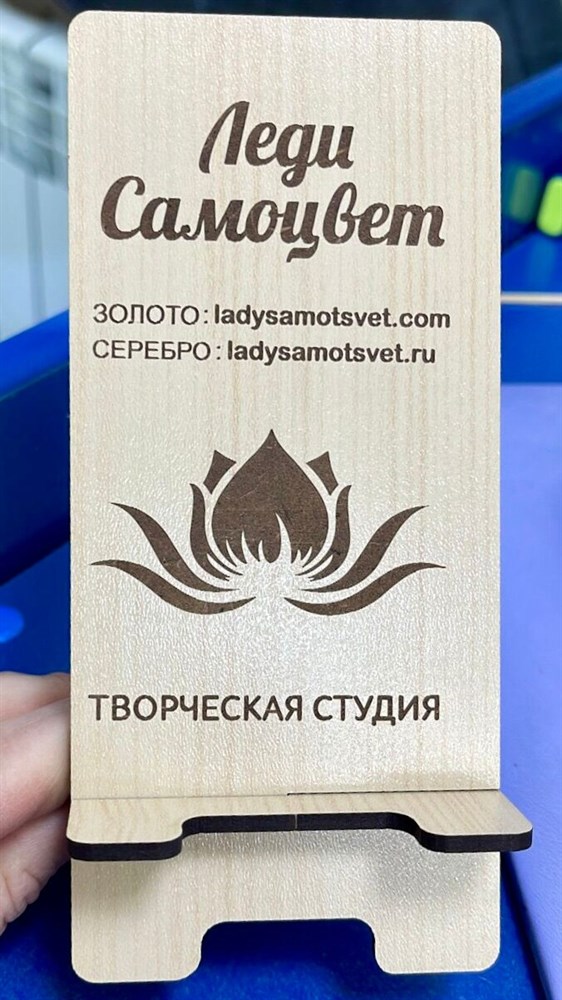 Леди
Самоцвет
ЗОЛОТО: ladysamotsvet.com
СЕРЕБРО: ladysamotsvet.ru
ТВОРЧЕСКАЯ СТУДИЯ